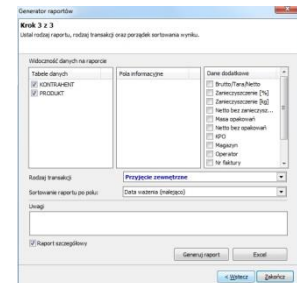 Generator raportów
Krok 3 z 3
Ustal rodzaj raportu, rodzaj transakcji oraz porządek sortowania wyniku.
Widoczność danych na raporcie
Tabele danych
KONTRAHENT
PRODUKT
Pola informacyjne
Dane dodatkowe
Brutto/Tara/Netto
Zanieczyszczenie [%]
Zanieczyszczenie [kg]
Netto bez zanieczysz...
Masa opakowań
Netto bez opakowań
KPO
Magazyn
Operator
Nr faktury
Rodzaj transakcji
Przyjęcie zewnętrzne
Sortowanie raportu po polu:
Data ważenia (malejąco)
Uwagi
Raport szczegółowy
Generuj raport
Excel
< Wstecz
Zakończ